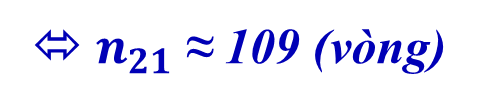 ⇔ n₂₁ ≈ 109 (vòng)